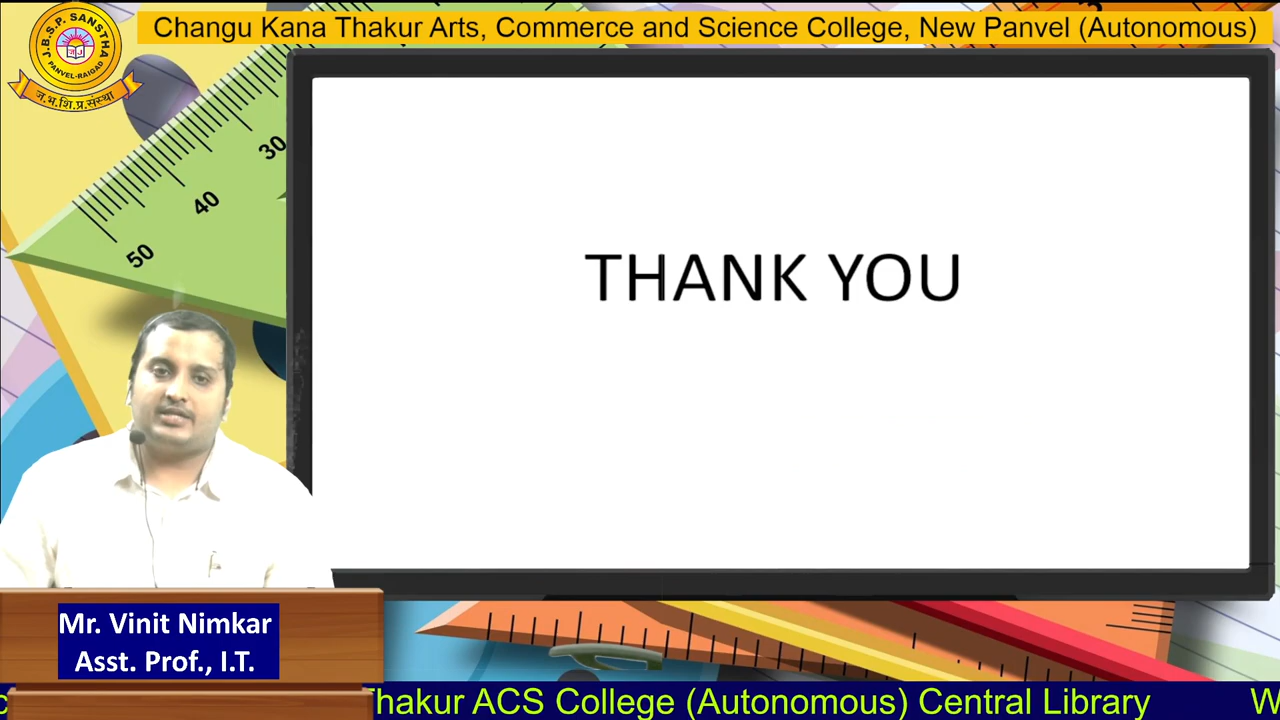 J.B.S.P. SANSTHA
PANVEL-RAIGAD
ज.भ.शि.प्र.संस्था
Changu Kana Thakur Arts, Commerce and Science College, New Panvel (Autonomous)
30
40
50
THANK YOU
Mr. Vinit Nimkar
Asst. Prof., I.T.
hakur ACS College (Autonomous) Central Library W